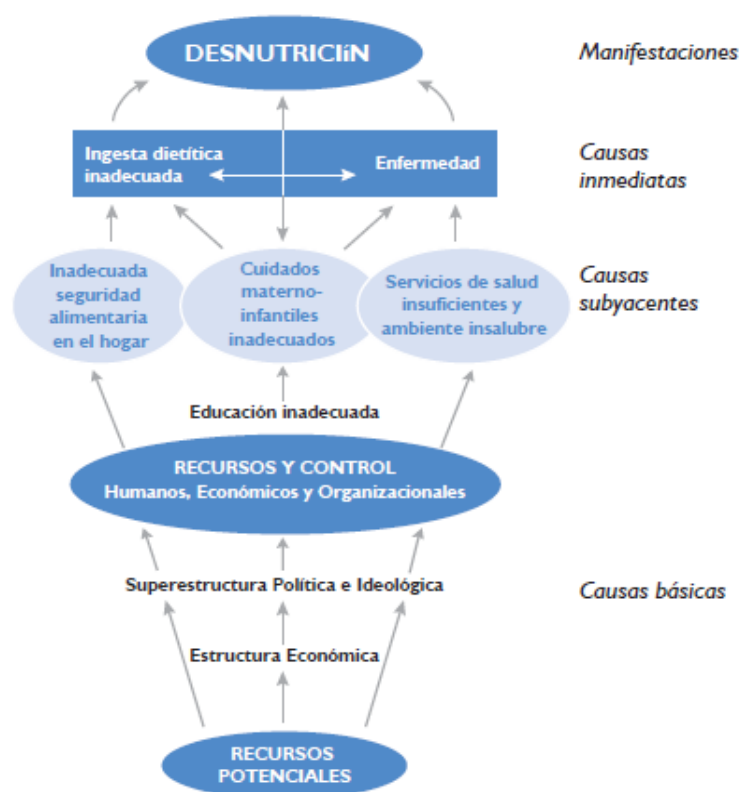 DESNUTRICIíN
Manifestaciones
Ingesta dietítica
inadecuada
Enfermedad
Causas
inmediatas
Inadecuada
seguridad
alimentaria
en el hogar
Cuidados
materno-
infantiles
inadecuados
Servicios de salud
insuficientes y
ambiente insalubre
Causas
subyacentes
Educación inadecuada
RECURSOS Y CONTROL
Humanos, Económicos y Organizacionales
Superestructura Política e Ideológica
Causas básicas
Estructura Económica
RECURSOS
POTENCIALES